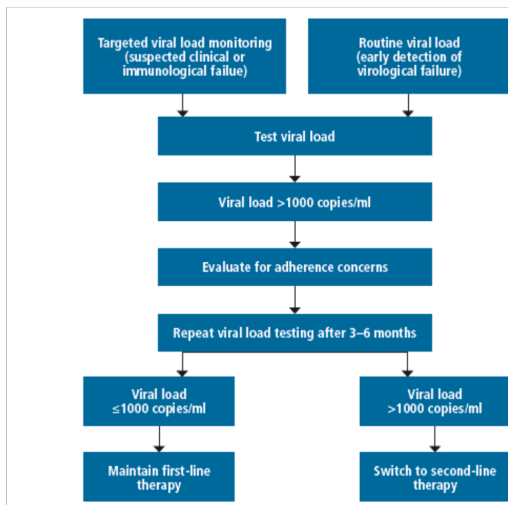 Targeted viral load monitoring
(suspected clinical or
immunological failue)
Routine viral load
(early detection of
virological failure)
Test viral load
Viral load >1000 copies/ml
Evaluate for adherence concerns
Repeat viral load testing after 3–6 months
Viral load
≤1000 copies/ml
Viral load
>1000 copies/ml
Maintain first-line
therapy
Switch to second-line
therapy